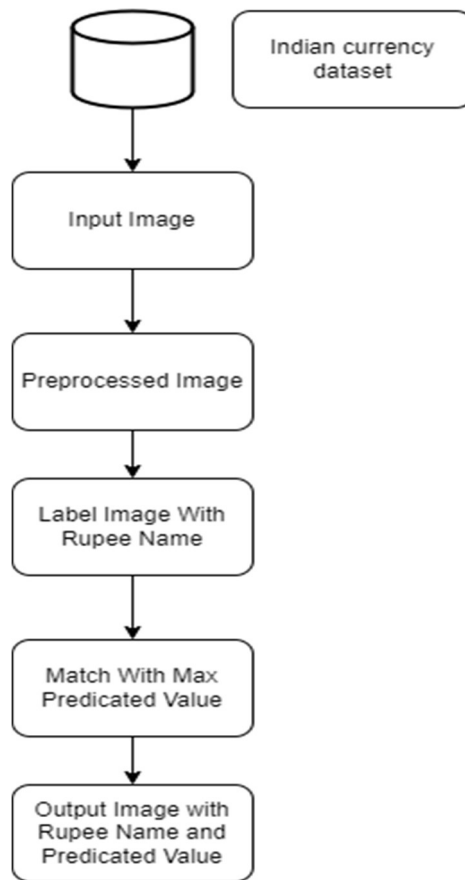 Indian currency
dataset
Input Image
Preprocessed Image
Label Image With
Rupee Name
Match With Max
Predicated Value
Output Image with
Rupee Name and
Predicated Value